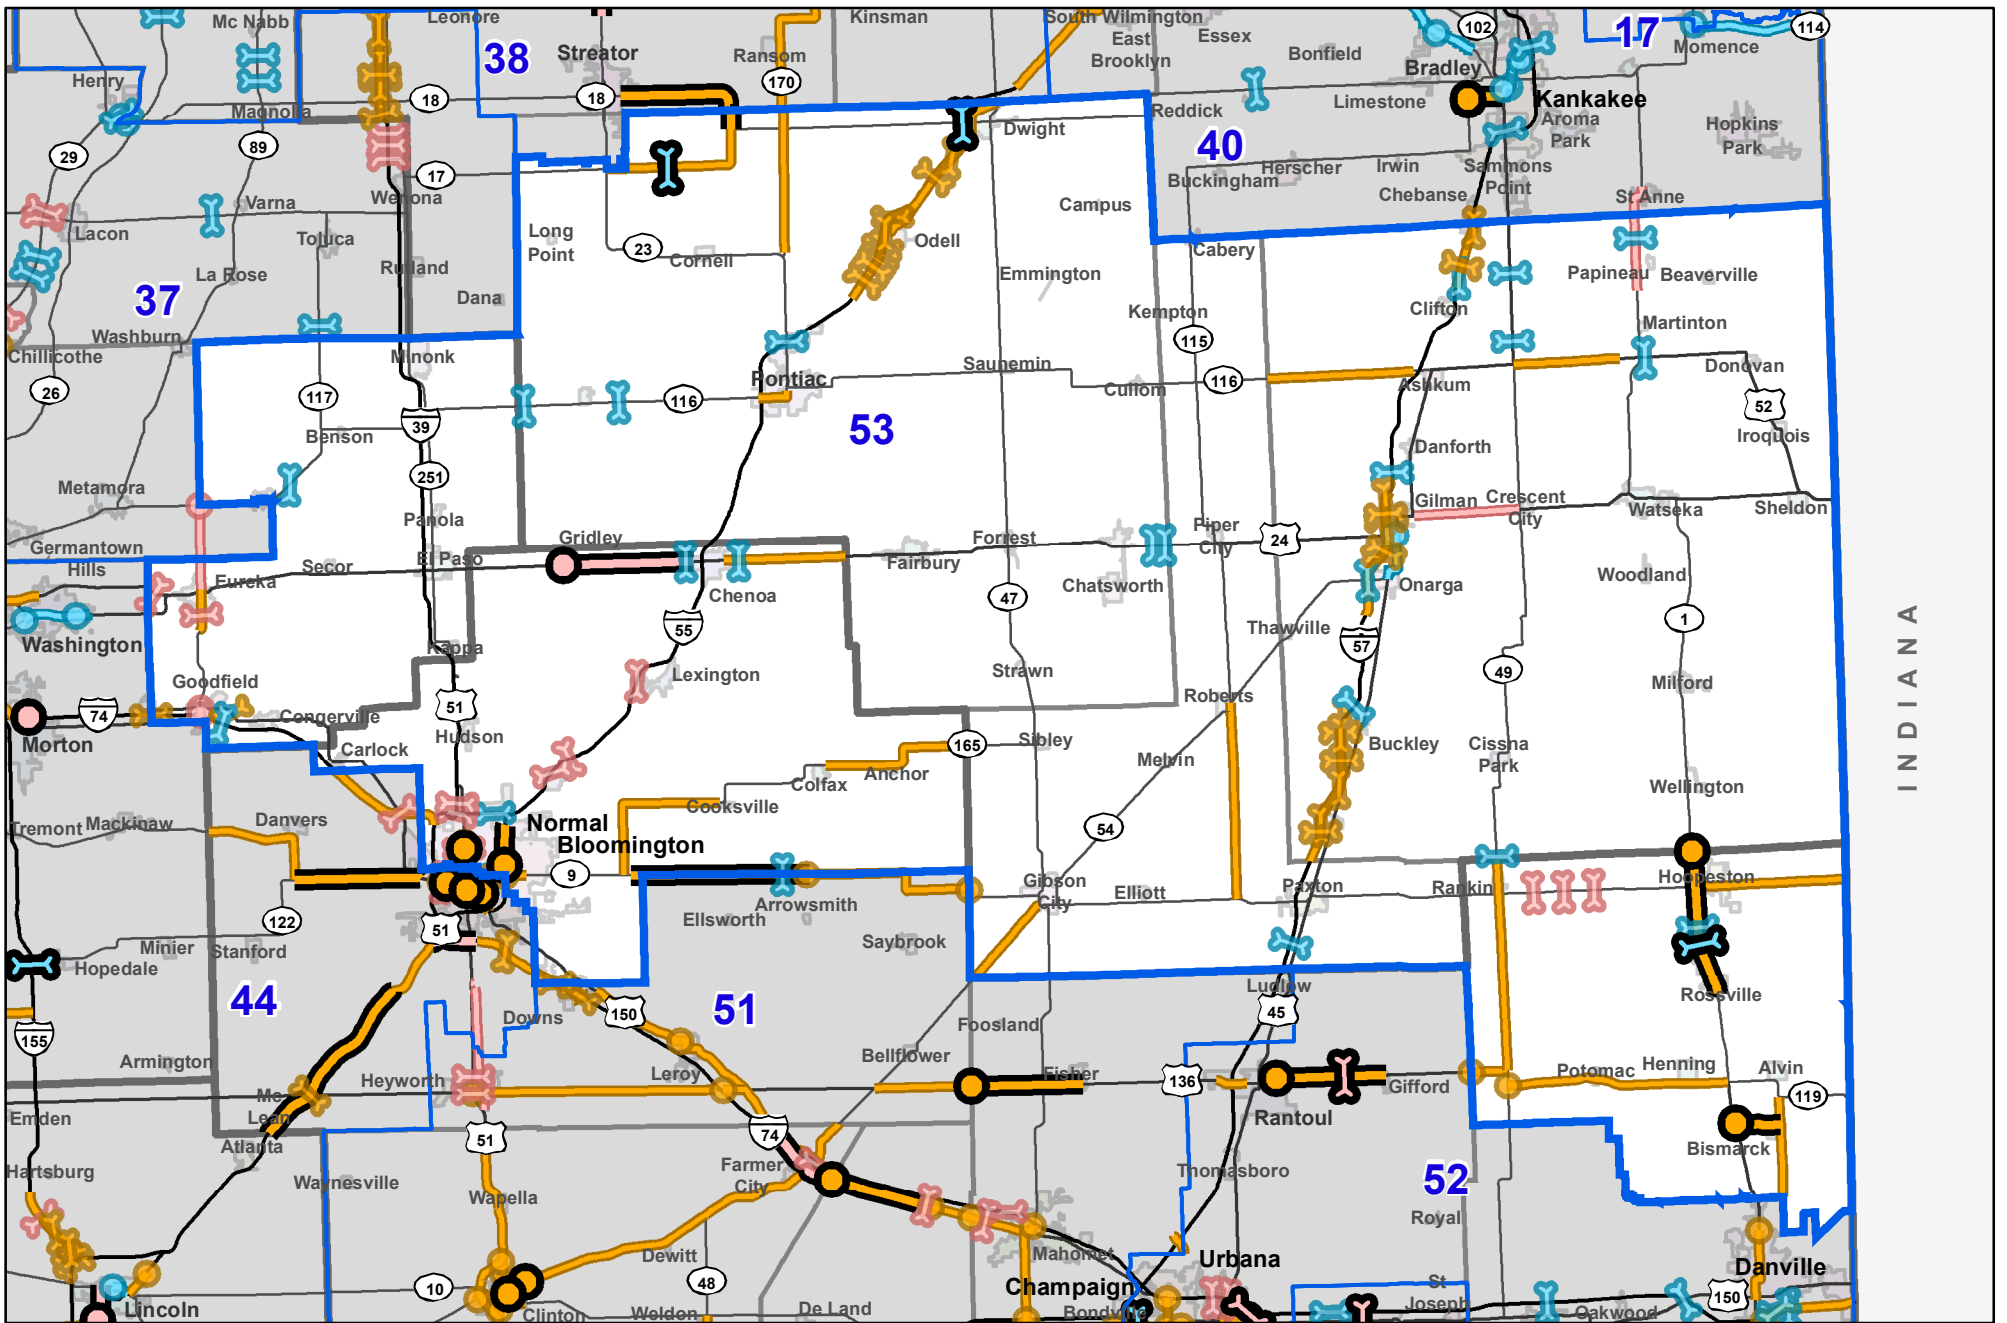 Mc Nabb
Leonore
Kinsman
South Wilmington
Essex
102
17
114
Momence
38
Streator
Ransom
East
Brooklyn
Bonfield
Bradley
Henry
170
Magnolia
18
18
Reddick
Limestone
Kankakee
Dwight
Aroma
Park
Hopkins
Park
29
89
40
17
Buckingham
Herscher
Irwin
Sammons
Point
Wenona
Varna
Chebanse
St Anne
Lacon
Toluca
Long
Point
Campus
23
Cornell
Odell
Cabery
La Rose
Rutland
Emmington
Papineau
Beaverville
37
Dana
Clifton
Kempton
Washburn
Martinton
Chillicothe
Minonk
115
Saunemin
Donovan
26
117
Pontiac
116
Cullom
116
Ashkum
52
39
53
Benson
Iroquois
Danforth
251
Metamora
Gilman
Crescent
City
Watseka
Sheldon
Panola
Germantown
Hills
Gridley
Forrest
Piper
City
24
El Paso
Secor
Fairbury
Eureka
Chatsworth
Woodland
Onarga
Chenoa
47
Washington
55
Thawville
57
1
INDIANA
Kappa
Lexington
Strawn
49
Goodfield
Roberts
Milford
74
51
Morton
Congerville
Hudson
Carlock
165
Sibley
Buckley
Cissna
Park
Melvin
Anchor
Colfax
Wellington
Cooksville
Tremont
Mackinaw
Danvers
Normal
Bloomington
54
9
Gibson
City
Elliott
Paxton
Rankin
Hoopeston
Arrowsmith
Ellsworth
122
51
Saybrook
Minier
Stanford
Hopedale
Ludlow
Rossville
44
51
150
45
Downs
Foosland
155
Bellflower
Armington
Heyworth
Leroy
Fisher
136
Gifford
Potomac
Henning
Alvin
Mc
Lean
119
Emden
Rantoul
Atlanta
51
74
Bismarck
Hartsburg
Farmer
City
Thomasboro
52
Waynesville
Wapella
Royal
Dewitt
Mahomet
Urbana
Danville
10
48
Champaign
St
Joseph
150
Lincoln
Clinton
Weldon
De Land
Bondville
Oakwood